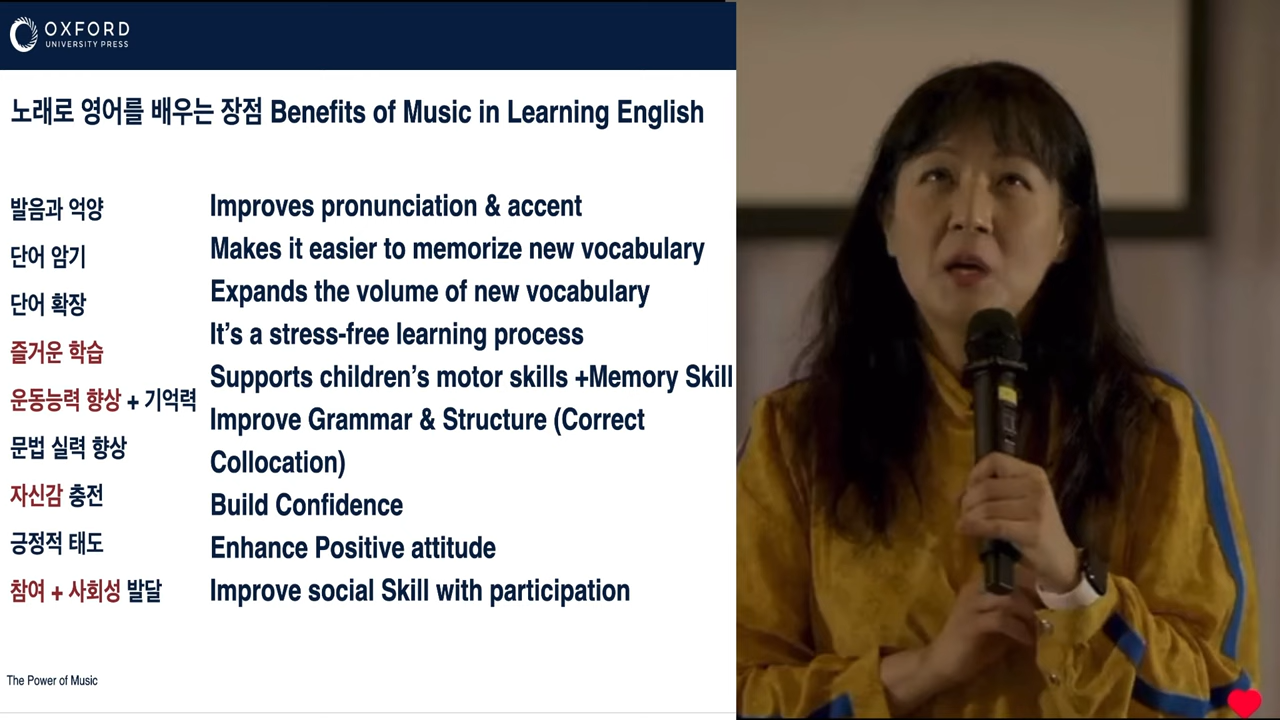 OXFORD
UNIVERSITY PRESS
노래로 영어를 배우는 장점 Benefits of Music in Learning English
발음과 억양
단어 암기
단어 확장
즐거운 학습
운동능력 향상 + 기억력
문법 실력 향상
자신감 충전
긍정적 태도
참여 + 사회성 발달
Improves pronunciation & accent
Makes it easier to memorize new vocabulary
Expands the volume of new vocabulary
It's a stress-free learning process
Supports children's motor skills +Memory Skill
Improve Grammar & Structure (Correct
Collocation)
Build Confidence
Enhance Positive attitude
Improve social Skill with participation
The Power of Music